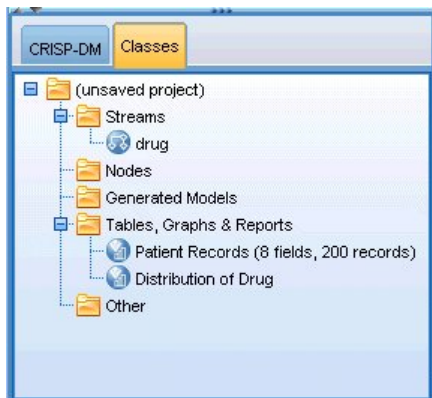 CRISP-DM Classes
(unsaved project)
Streams
drug
Nodes
Generated Models
Tables, Graphs & Reports
Patient Records (8 fields, 200 records)
Distribution of Drug
Other